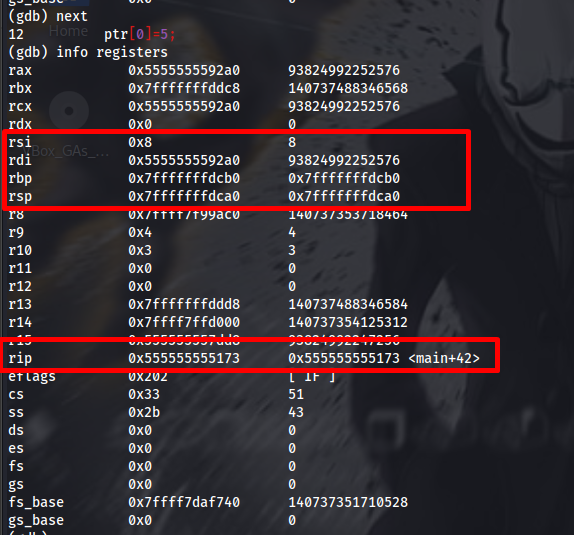 gs_base 0x0 0
(gdb) next
12 ptr[0]=5;
Home
(gdb) info registers
rax 0x5555555592a0 93824992252576
rbx 0x7fffffffddc8 140737488346568
rcx 0x5555555592a0 93824992252576
rdx 0x0 0
rsi 0x8 8
rdi 0x5555555592a0 93824992252576
rbp 0x7fffffffdcb0 0x7fffffffdcb0
rsp 0x7fffffffdca0 0x7fffffffdca0
r8 0x7ffff7f99ac0 140737353718464
r9 0x4 4
r10 0x3 3
r11 0x0 0
r12 0x0 0
r13 0x7fffffffddd8 140737488346584
r14 0x7ffff7ffd000 140737354125312
r15 0x555555557dd8 93824992247256
rip 0x555555555173 0x555555555173 <main+42>
eflags 0x202 [ IF ]
cs 0x33 51
ss 0x2b 43
ds 0x0 0
es 0x0 0
fs 0x0 0
gs 0x0 0
fs_base 0x7ffff7daf740 140737351710528
gs_base 0x0 0